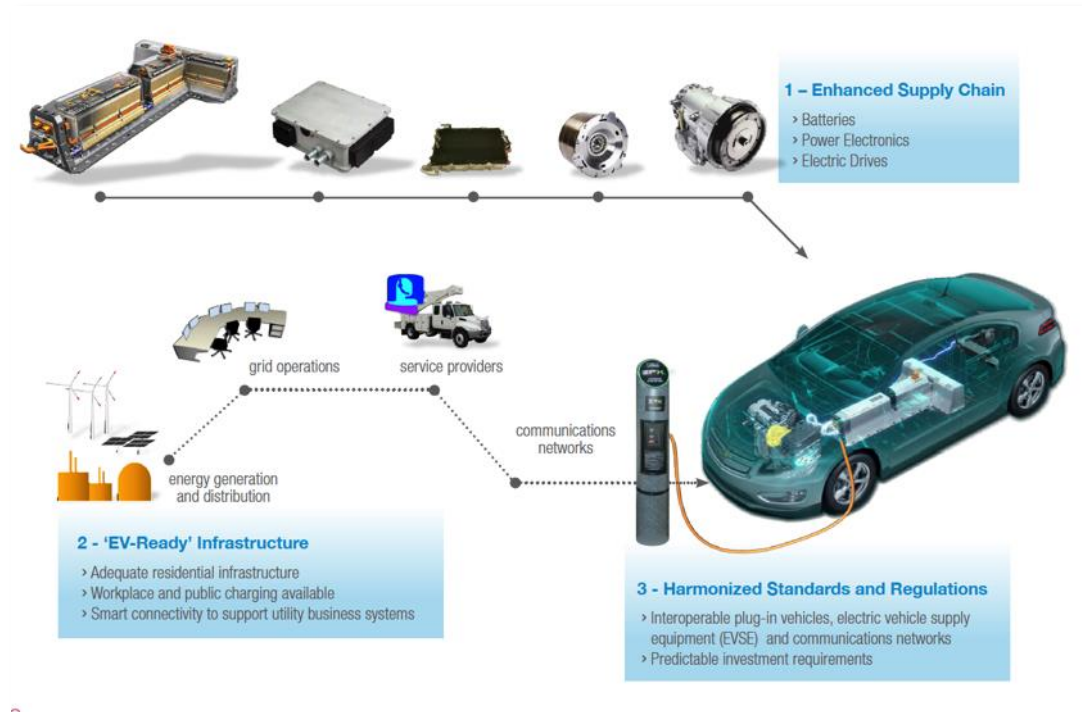 1 – Enhanced Supply Chain
> Batteries
> Power Electronics
> Electric Drives
grid operations
service providers
communications
networks
energy generation
and distribution
2 - ‘EV-Ready’ Infrastructure
> Adequate residential infrastructure
> Workplace and public charging available
> Smart connectivity to support utility business systems
3 - Harmonized Standards and Regulations
> Interoperable plug-in vehicles, electric vehicle supply
equipment (EVSE) and communications networks
> Predictable investment requirements